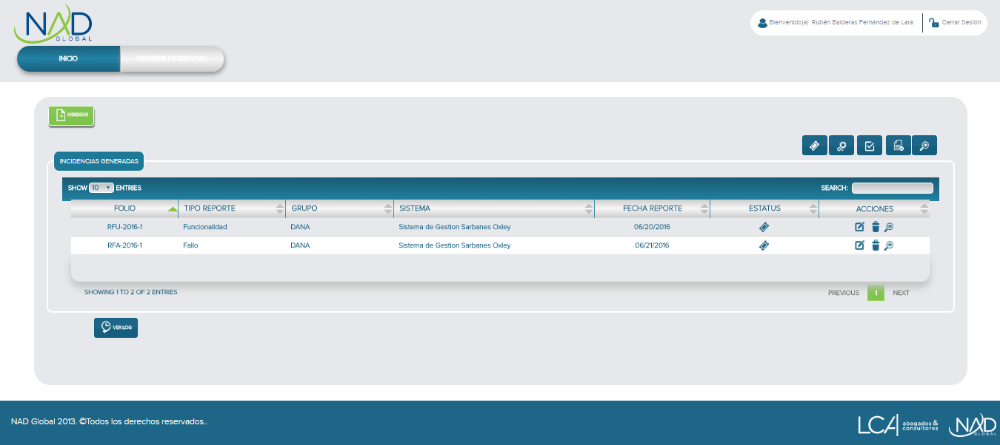 NAD
GLOBAL
Bienvenido(a) Rubén Balderas Fernández de Lara
Cerrar Sesión
INICIO
GENERAR INCIDENCIAS
AGREGAR
INCIDENCIAS GENERADAS
SHOW 10 ENTRIES
SEARCH:
FOLIO TIPO REPORTE GRUPO SISTEMA FECHA REPORTE ESTATUS ACCIONES
RFU-2016-1 Funcionalidad DANA Sistema de Gestion Sarbanes Oxley 06/20/2016
RFA-2016-1 Fallo DANA Sistema de Gestion Sarbanes Oxley 06/21/2016
SHOWING 1 TO 2 OF 2 ENTRIES
PREVIOUS 1 NEXT
VER LOG
NAD Global 2013. ©Todos los derechos reservados..
LCA abogados & consultores
NAD GLOBAL